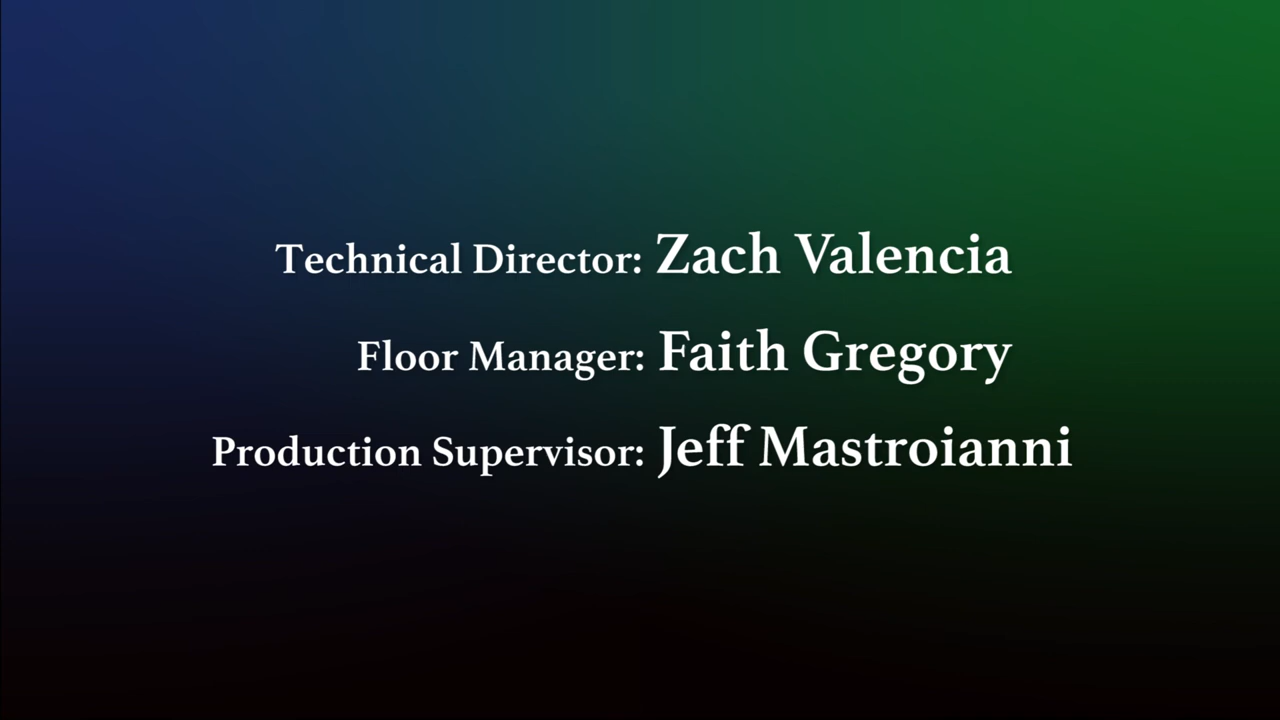 Technical Director: Zach Valencia
Floor Manager: Faith Gregory
Production Supervisor: Jeff Mastroianni